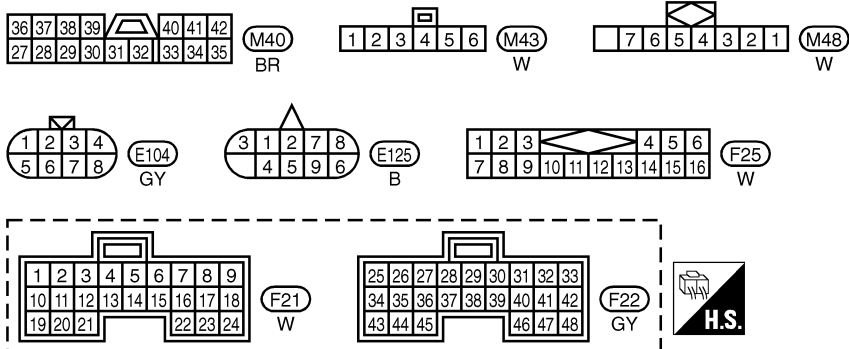 36 37 38 39 40 41 42
27 28 29 30 31 32 33 34 35
M40
BR
1 2 3 4 5 6
M43
W
7 6 5 4 3 2 1
M48
W
1 2 3 4
5 6 7 8
E104
GY
3 1 2 7 8
4 5 9 6
E125
B
1 2 3 4 5 6
7 8 9 10 11 12 13 14 15 16
F25
W
1 2 3 4 5 6 7 8 9
10 11 12 13 14 15 16 17 18
19 20 21 22 23 24
F21
W
25 26 27 28 29 30 31 32 33
34 35 36 37 38 39 40 41 42
43 44 45 46 47 48
F22
GY
H.S.